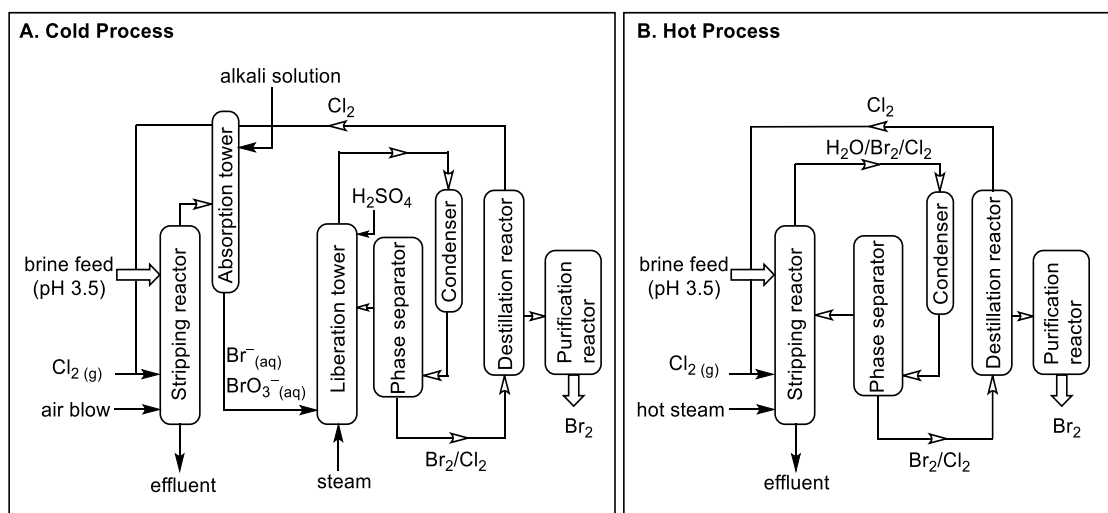 A. Cold Process
alkali solution
Cl2
Absorption tower
H2SO4
Stripping reactor
Liberation tower
Phase separator
Condenser
Destillation reactor
Purification
reactor
brine feed
(pH 3.5)
Cl2 (g)
air blow
Br–(aq)
BrO3–(aq)
Br2
Br2/Cl2
effluent
steam
B. Hot Process
Cl2
H2O/Br2/Cl2
brine feed
(pH 3.5)
Stripping reactor
Phase separator
Condenser
Destillation reactor
Purification
reactor
Cl2 (g)
hot steam
Br2
Br2/Cl2
effluent